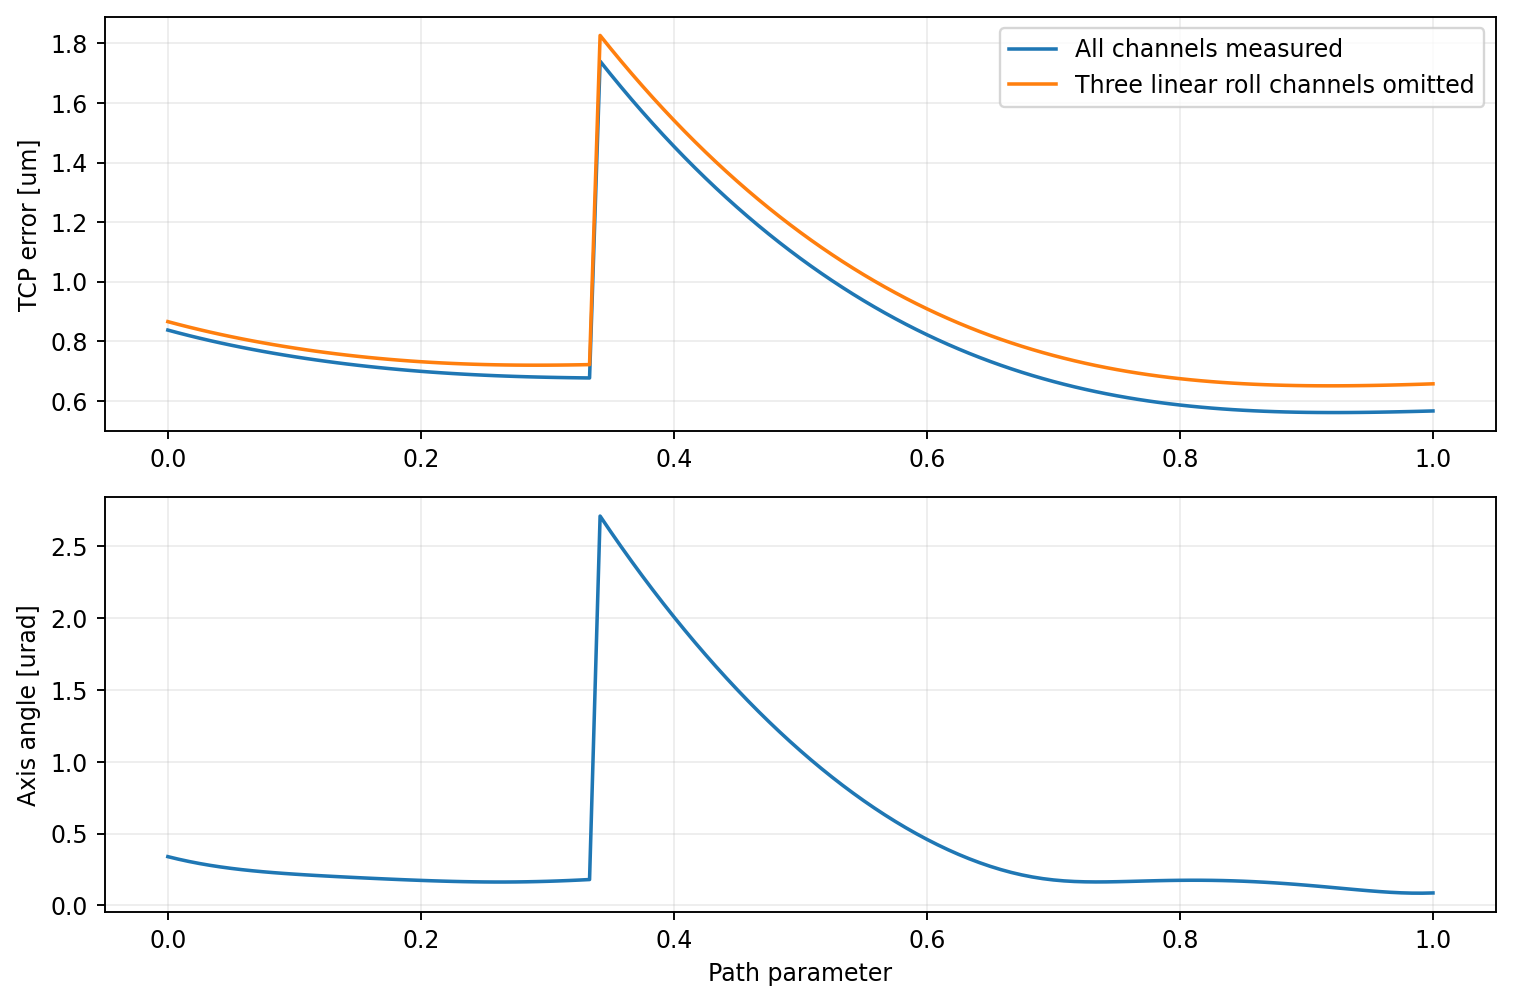 TCP error [um]
1.8
1.6
1.4
1.2
1.0
0.8
0.6
All channels measured
Three linear roll channels omitted
0.0 0.2 0.4 0.6 0.8 1.0
Axis angle [urad]
2.5
2.0
1.5
1.0
0.5
0.0
0.0 0.2 0.4 0.6 0.8 1.0
Path parameter